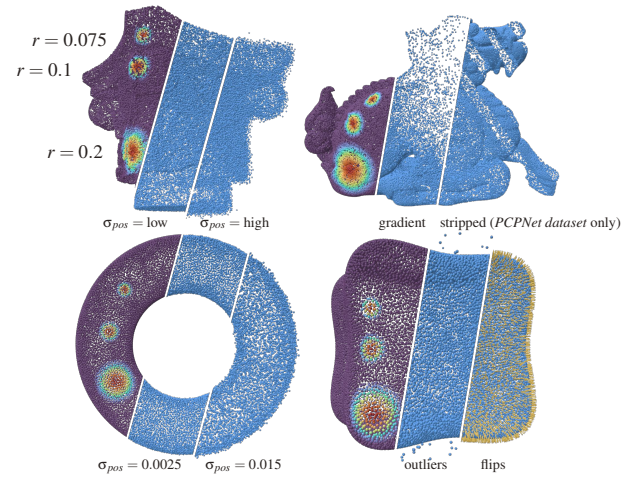 r = 0.075
r = 0.1
r = 0.2
σpos = low σpos = high
gradient stripped (PCPNet dataset only)
σpos = 0.0025 σpos = 0.015
outliers flips